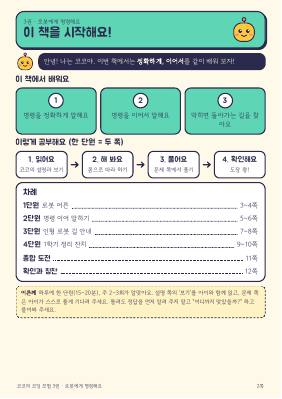 3권 · 로봇에게 명령해요
이 책을 시작해요!
안녕! 나는 코코야. 이번 책에서는 정확하게, 이어서를 같이 배워 보자!
이 책에서 배워요
1
명령을 정확하게 말해요
2
명령을 이어서 말해요
3
막히면 돌아가는 길을 찾아요
이렇게 공부해요 (한 단원 = 두 쪽)
1. 읽어요
코코의 설명과 보기
2. 해 봐요
몸으로 따라 하기
3. 풀어요
문제 쪽에서 풀기
4. 확인해요
도장 쾅!
차례
1단원 로봇 버튼 3~4쪽
2단원 명령 이어 말하기 5~6쪽
3단원 인형 로봇 길 안내 7~8쪽
4단원 1학기 정리 잔치 9~10쪽
종합 도전 11쪽
확인과 칭찬 12쪽
어른께 하루에 한 단원(15~20분), 주 2~3회가 알맞아요. 설명 쪽의 '보기'를 아이와 함께 읽고, 문제 쪽
은 아이가 스스로 풀게 기다려 주세요. 틀려도 정답을 먼저 알려 주지 말고 "어디까지 맞았을까?" 하고
물어봐 주세요.
코코의 코딩 모험 3권 · 로봇에게 명령해요
2쪽